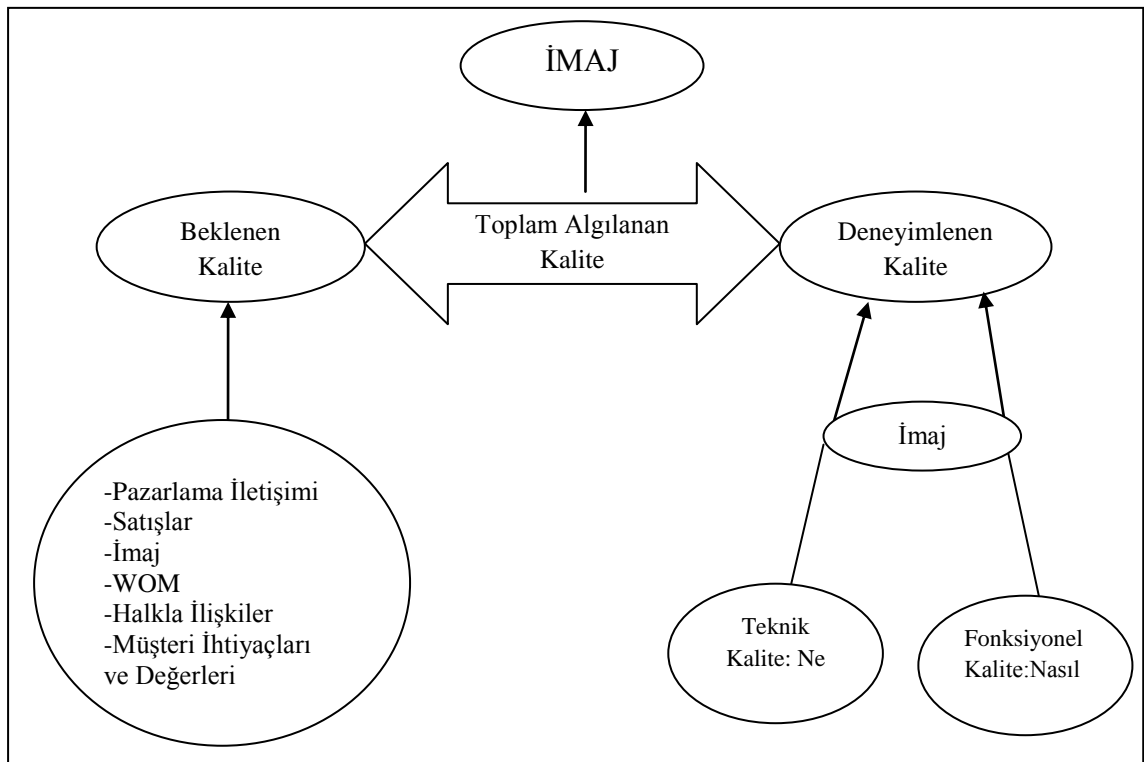 İMAJ
Beklenen
Kalite
Toplam Algılanan
Kalite
Deneyimlenen
Kalite
İmaj
-Pazarlama İletişimi
-Satışlar
-İmaj
-WOM
-Halkla İlişkiler
-Müşteri İhtiyaçları
ve Değerleri
Teknik
Kalite: Ne
Fonksiyonel
Kalite:Nasıl